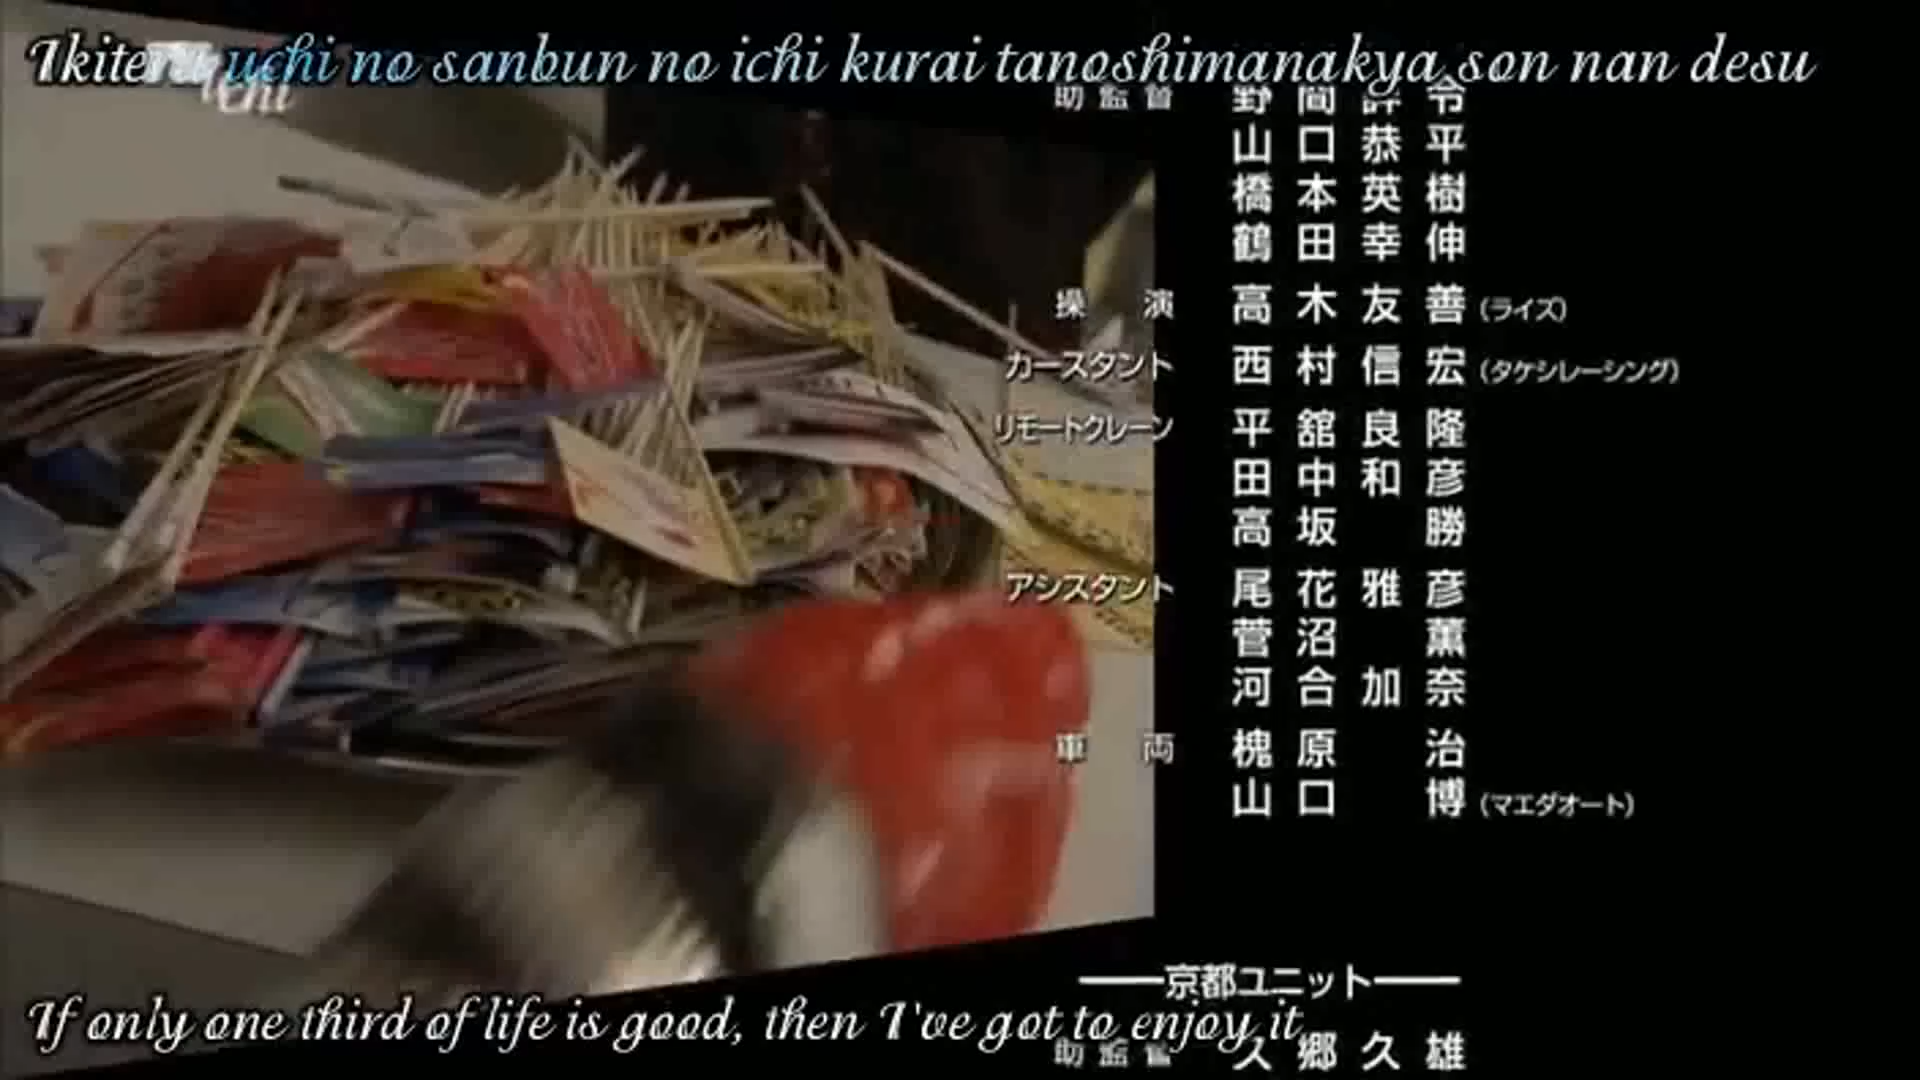 Ikiteru uchi no sanbun no ichi kurai tanoshimanakya son nan desu
ichi
助監督 野間詳令
山口恭平
橋本英樹
鶴田幸伸
操演 高木友善 (ライズ)
カースタント 西村信宏 (タケシレーシング)
リモートクレーン 平舘良隆
田中和彦
高坂勝
アシスタント 尾花雅彦
菅沼薫
河合加奈
車両 槐原治
山口博 (マエダオート)
京都ユニット
If only one third of life is good, then I've got to enjoy it
助監督 久郷久雄